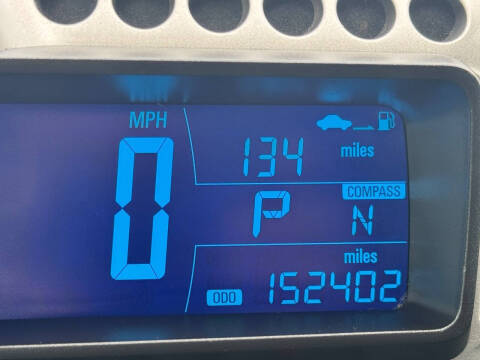 MPH
0
134 miles
COMPASS
P N
miles
ODO 152402